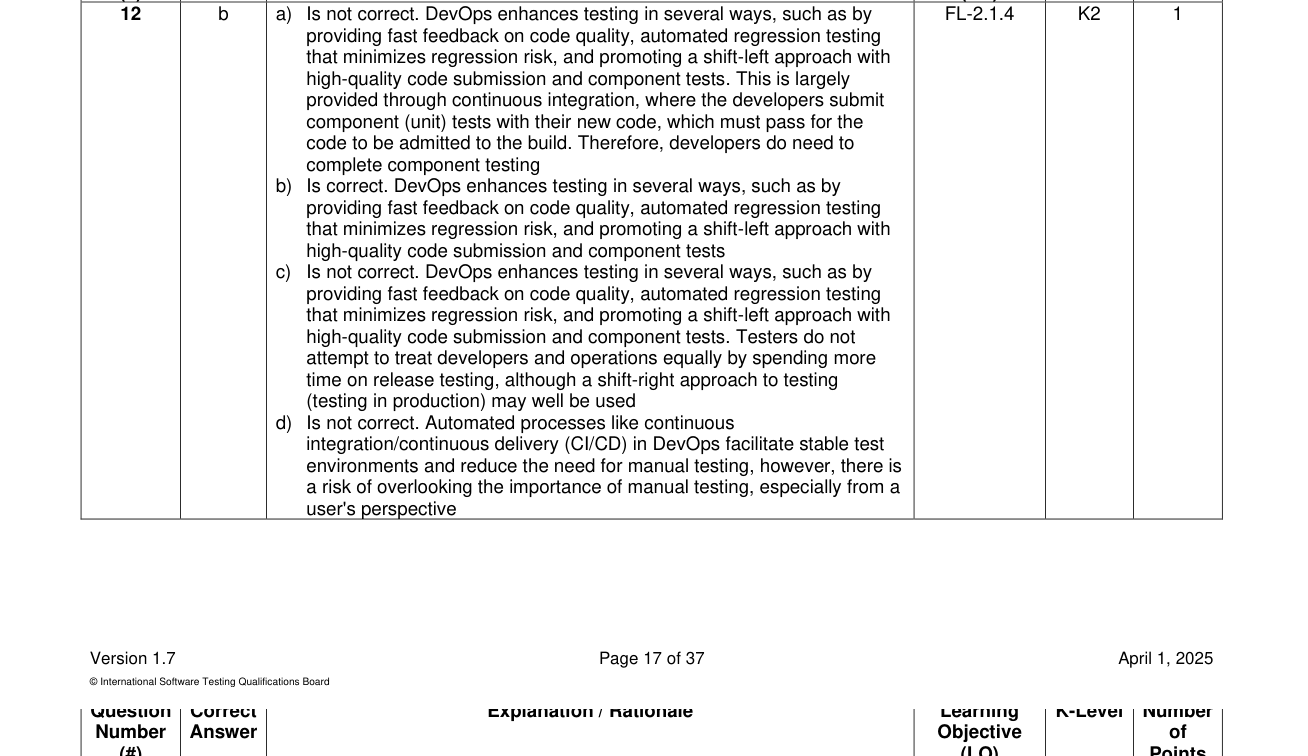 12 b a) Is not correct. DevOps enhances testing in several ways, such as by FL-2.1.4 K2 1
providing fast feedback on code quality, automated regression testing
that minimizes regression risk, and promoting a shift-left approach with
high-quality code submission and component tests. This is largely
provided through continuous integration, where the developers submit
component (unit) tests with their new code, which must pass for the
code to be admitted to the build. Therefore, developers do need to
complete component testing
b) Is correct. DevOps enhances testing in several ways, such as by
providing fast feedback on code quality, automated regression testing
that minimizes regression risk, and promoting a shift-left approach with
high-quality code submission and component tests
c) Is not correct. DevOps enhances testing in several ways, such as by
providing fast feedback on code quality, automated regression testing
that minimizes regression risk, and promoting a shift-left approach with
high-quality code submission and component tests. Testers do not
attempt to treat developers and operations equally by spending more
time on release testing, although a shift-right approach to testing
(testing in production) may well be used
d) Is not correct. Automated processes like continuous
integration/continuous delivery (CI/CD) in DevOps facilitate stable test
environments and reduce the need for manual testing, however, there is
a risk of overlooking the importance of manual testing, especially from a
user's perspective
Version 1.7 Page 17 of 37 April 1, 2025
© International Software Testing Qualifications Board
Question Correct Explanation / Rationale Learning K-Level Number
Number Answer Objective of
(#) (LO) Points